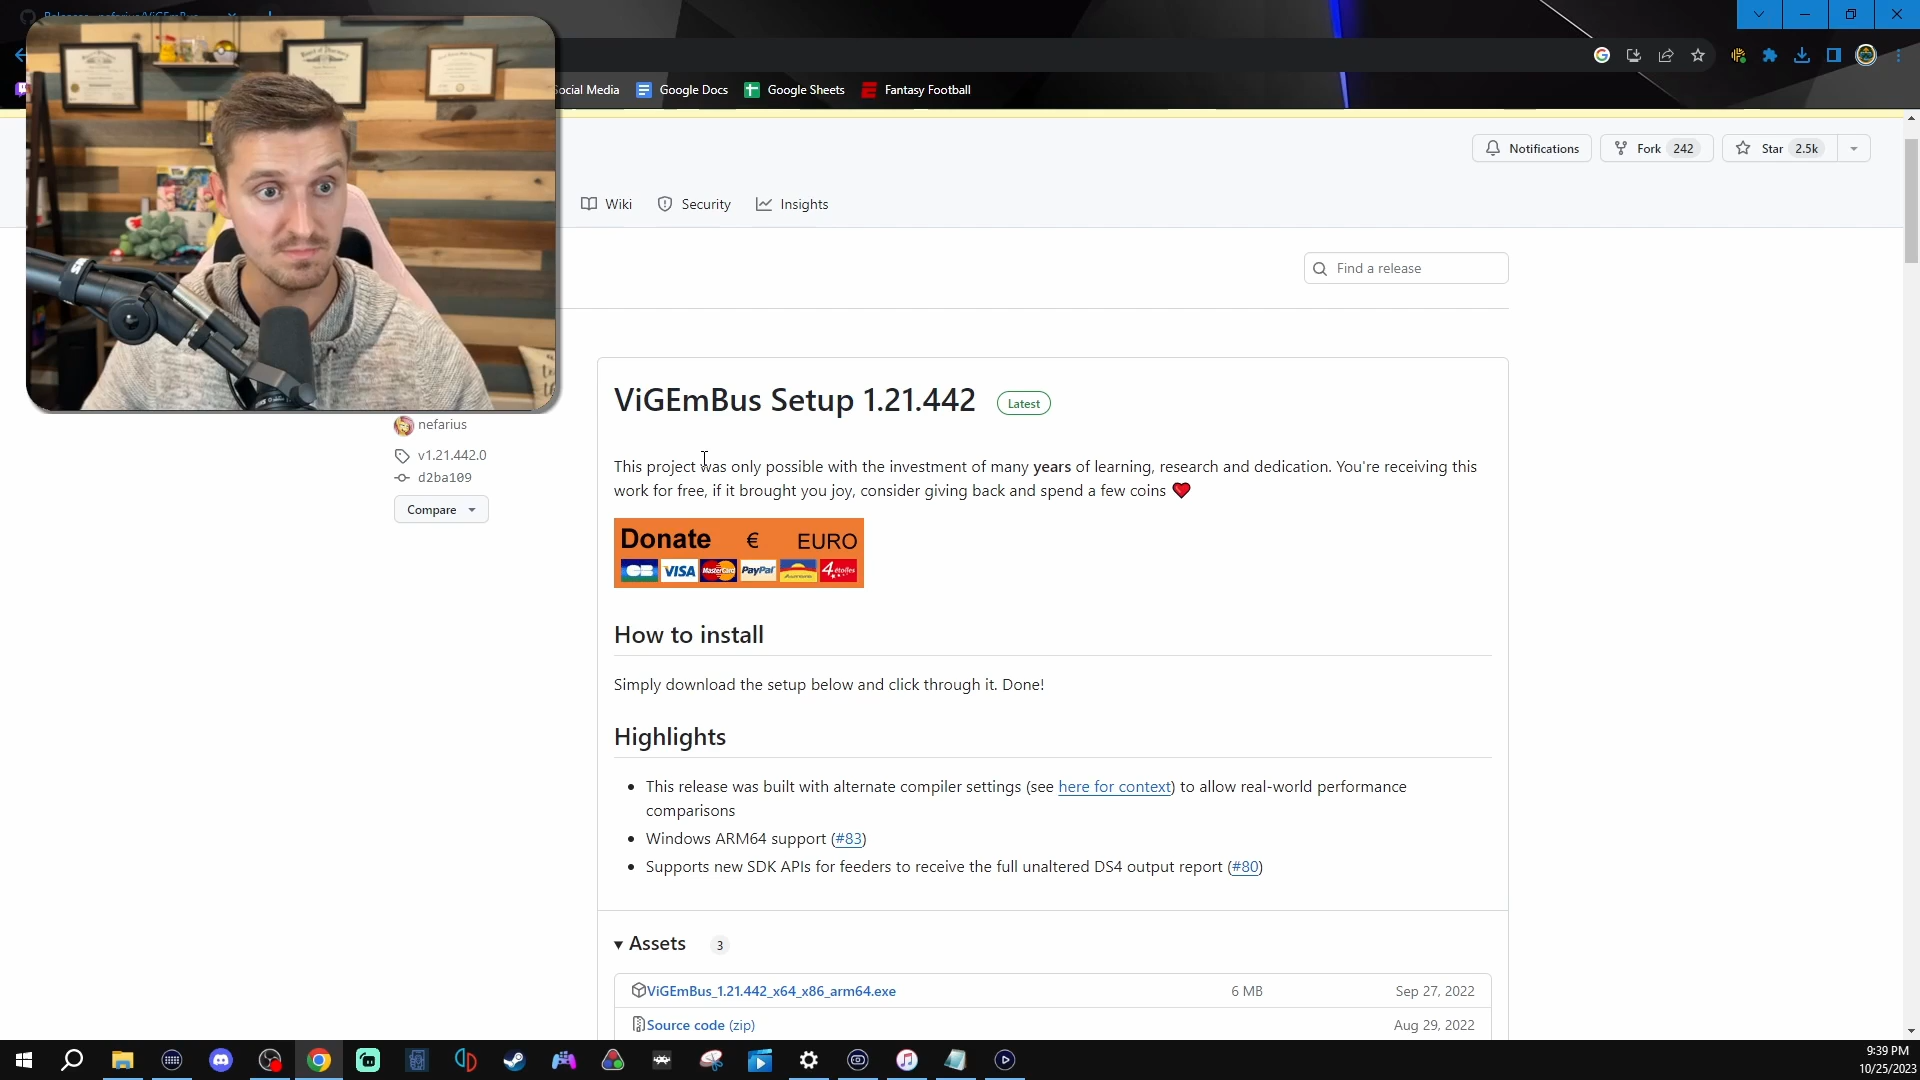 Social Media
Google Docs
Google Sheets
Fantasy Football
Notifications
Fork 242
Star 2.5k
Wiki
Security
Insights
Find a release
nefarius
v1.21.442.0
d2ba109
Compare
ViGEmBus Setup 1.21.442 Latest
This project was only possible with the investment of many years of learning, research and dedication. You're receiving this
work for free, if it brought you joy, consider giving back and spend a few coins ❤️
Donate € EURO
CB VISA MasterCard PayPal 4étoiles
How to install
Simply download the setup below and click through it. Done!
Highlights
• This release was built with alternate compiler settings (see here for context) to allow real-world performance
comparisons
• Windows ARM64 support (#83)
• Supports new SDK APIs for feeders to receive the full unaltered DS4 output report (#80)
Assets 3
ViGEmBus_1.21.442_x64_x86_arm64.exe 6 MB Sep 27, 2022
Source code (zip) Aug 29, 2022
9:39 PM
10/25/2023